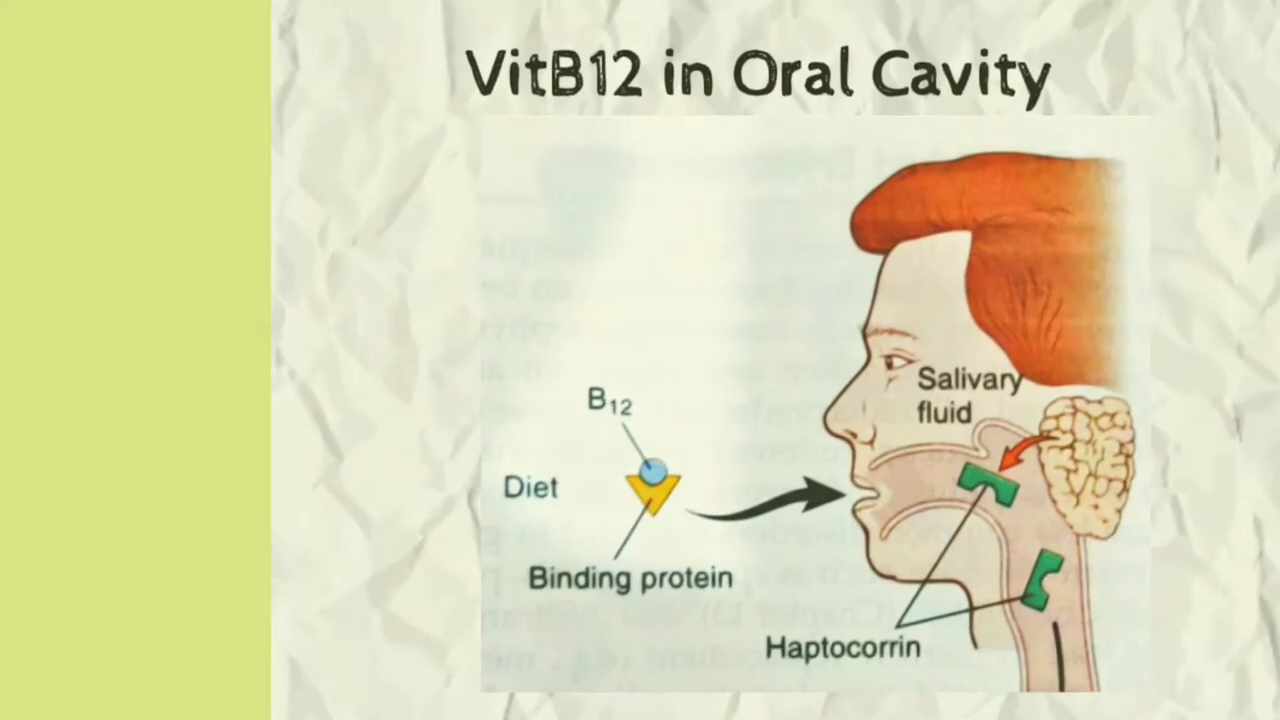 VitB12 in Oral Cavity
B12
Diet
Binding protein
Salivary
fluid
Haptocorrin